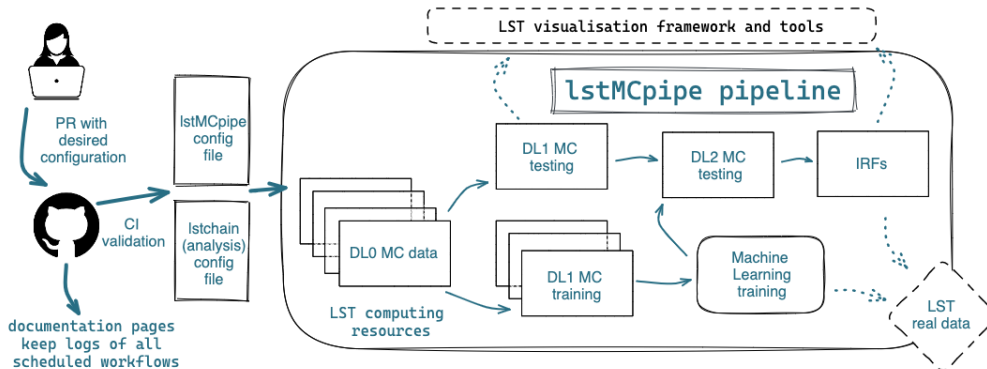 LST visualisation framework and tools
lstMCpipe pipeline
PR with
desired
configuration
lstMCpipe
config
file
CI
validation
lstchain
(analysis)
config
file
documentation pages
keep logs of all
scheduled workflows
DL0 MC data
LST computing
resources
DL1 MC
testing
DL2 MC
testing
IRFs
DL1 MC
training
Machine
Learning
training
LST
real data